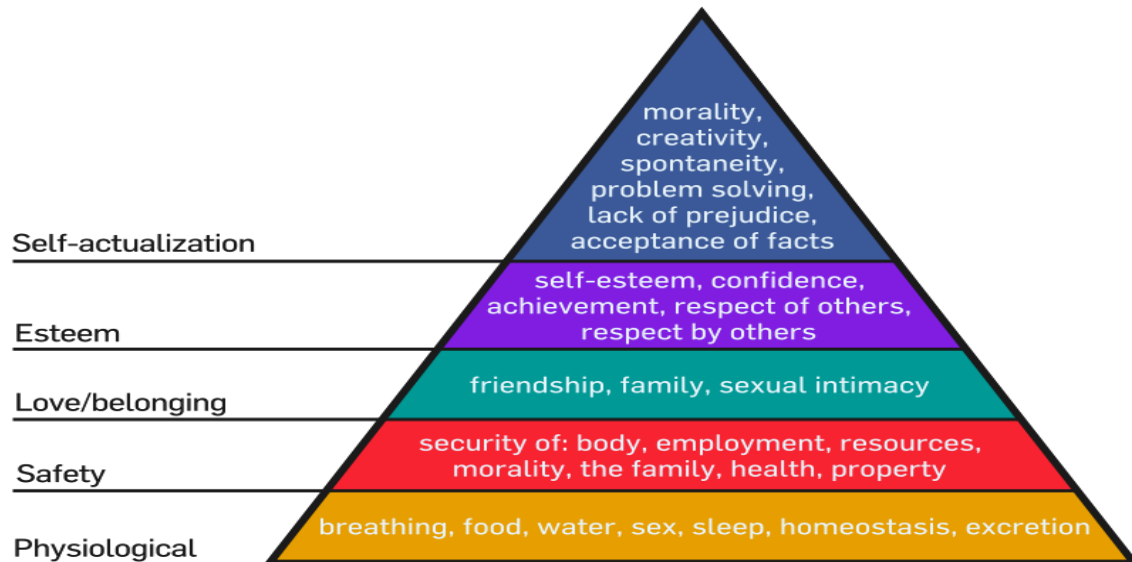 morality,
creativity,
spontaneity,
problem solving,
lack of prejudice,
acceptance of facts
Self-actualization
self-esteem, confidence,
achievement, respect of others,
respect by others
Esteem
friendship, family, sexual intimacy
Love/belonging
security of: body, employment, resources,
morality, the family, health, property
Safety
breathing, food, water, sex, sleep, homeostasis, excretion
Physiological